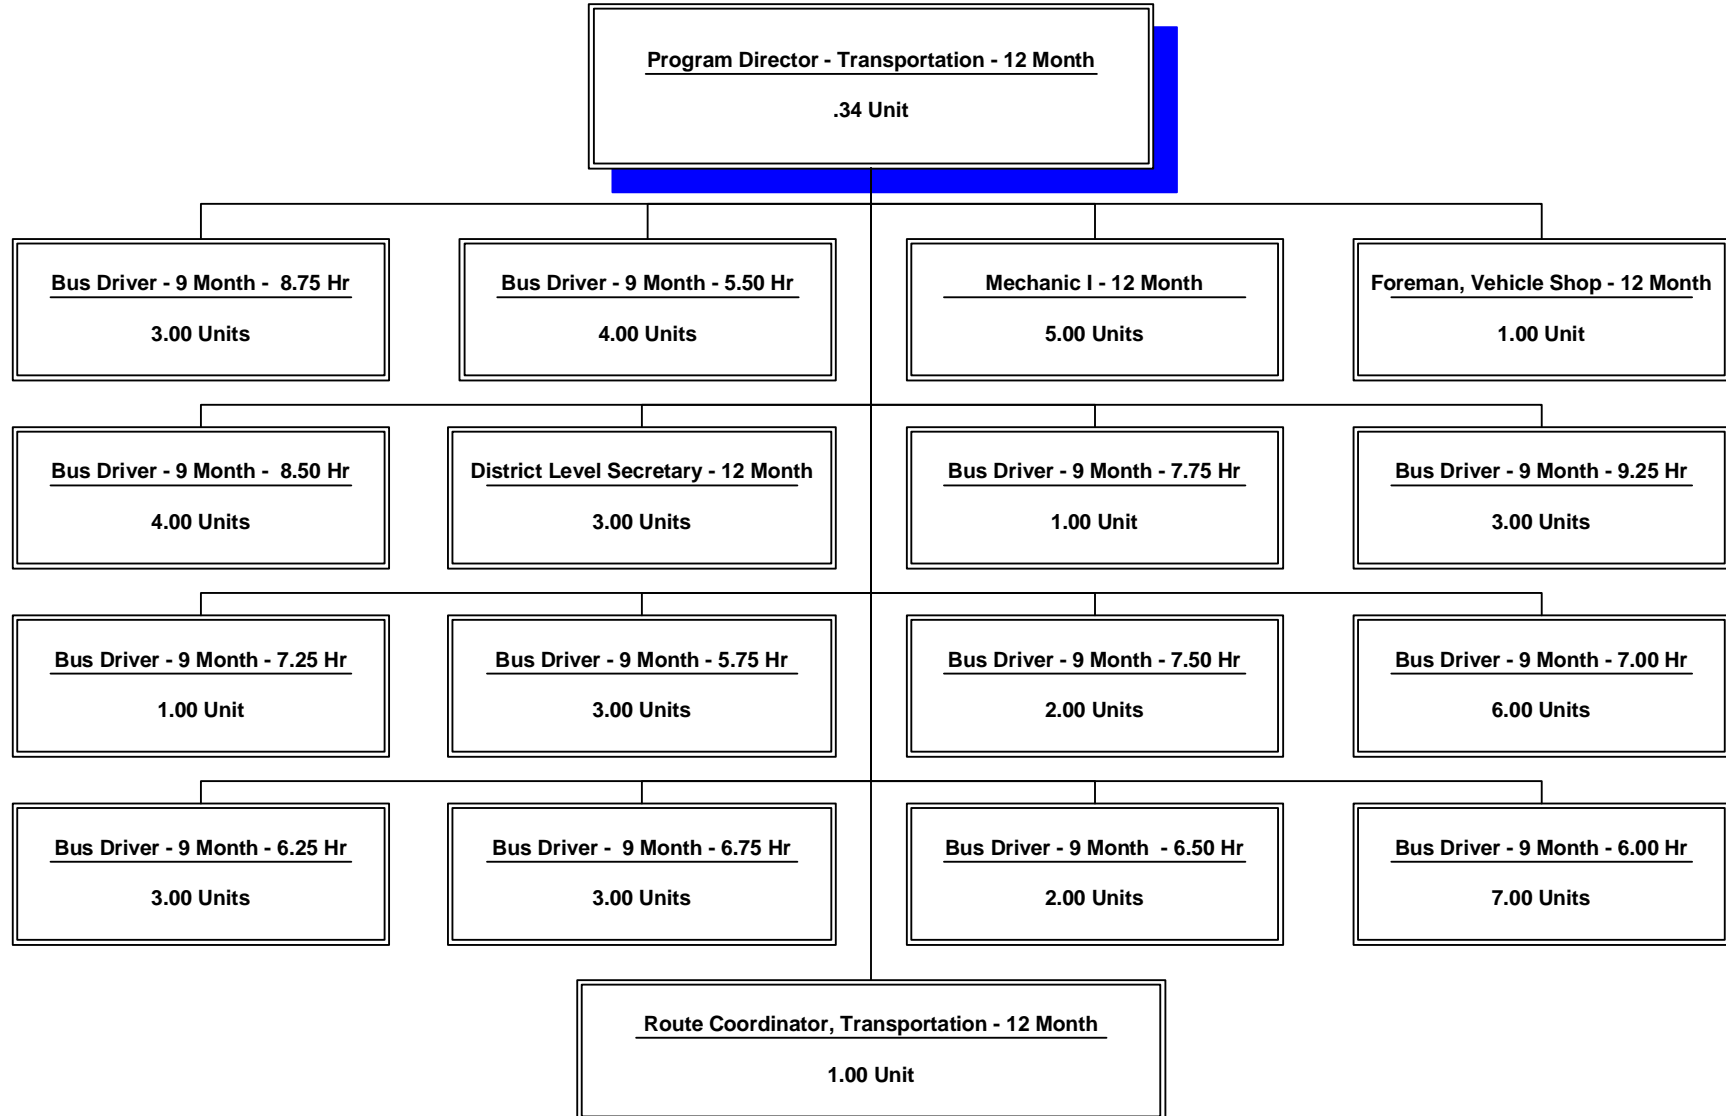 Program Director - Transportation - 12 Month
.34 Unit
Bus Driver - 9 Month -  8.75 Hr
3.00 Units
Bus Driver - 9 Month - 5.50 Hr
4.00 Units
Mechanic I - 12 Month
5.00 Units
Foreman, Vehicle Shop - 12 Month
1.00 Unit
Bus Driver - 9 Month -  8.50 Hr
4.00 Units
District Level Secretary - 12 Month
3.00 Units
Bus Driver - 9 Month - 7.75 Hr
1.00 Unit
Bus Driver - 9 Month - 9.25 Hr
3.00 Units
Bus Driver - 9 Month - 7.25 Hr
1.00 Unit
Bus Driver - 9 Month - 5.75 Hr
3.00 Units
Bus Driver - 9 Month - 7.50 Hr
2.00 Units
Bus Driver - 9 Month - 7.00 Hr
6.00 Units
Bus Driver - 9 Month - 6.25 Hr
3.00 Units
Bus Driver -  9 Month - 6.75 Hr
3.00 Units
Bus Driver - 9 Month  - 6.50 Hr
2.00 Units
Bus Driver - 9 Month - 6.00 Hr
7.00 Units
Route Coordinator, Transportation - 12 Month
1.00 Unit